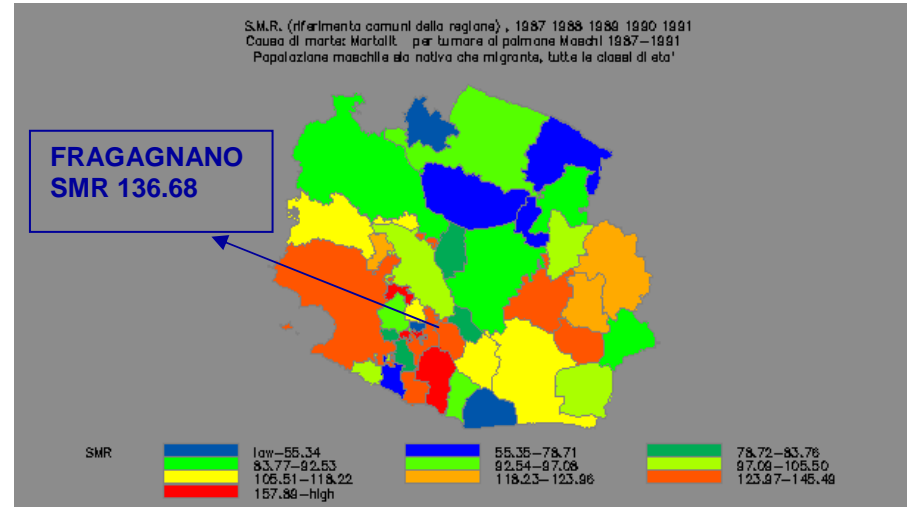 S.M.R. (riferimento comuni della regione) , 1987 1988 1989 1990 1991
Causa di morte: Mortalit per tumore al polmone Maschi 1987–1991
Popolazione maschile sia nativa che migrante, tutte le classi di eta'
FRAGAGNANO
SMR 136.68
SMR
low–55.34
55.35–78.71
78.72–83.76
83.77–92.53
92.54–97.08
97.09–105.50
105.51–118.22
118.23–123.96
123.97–145.49
157.89–high